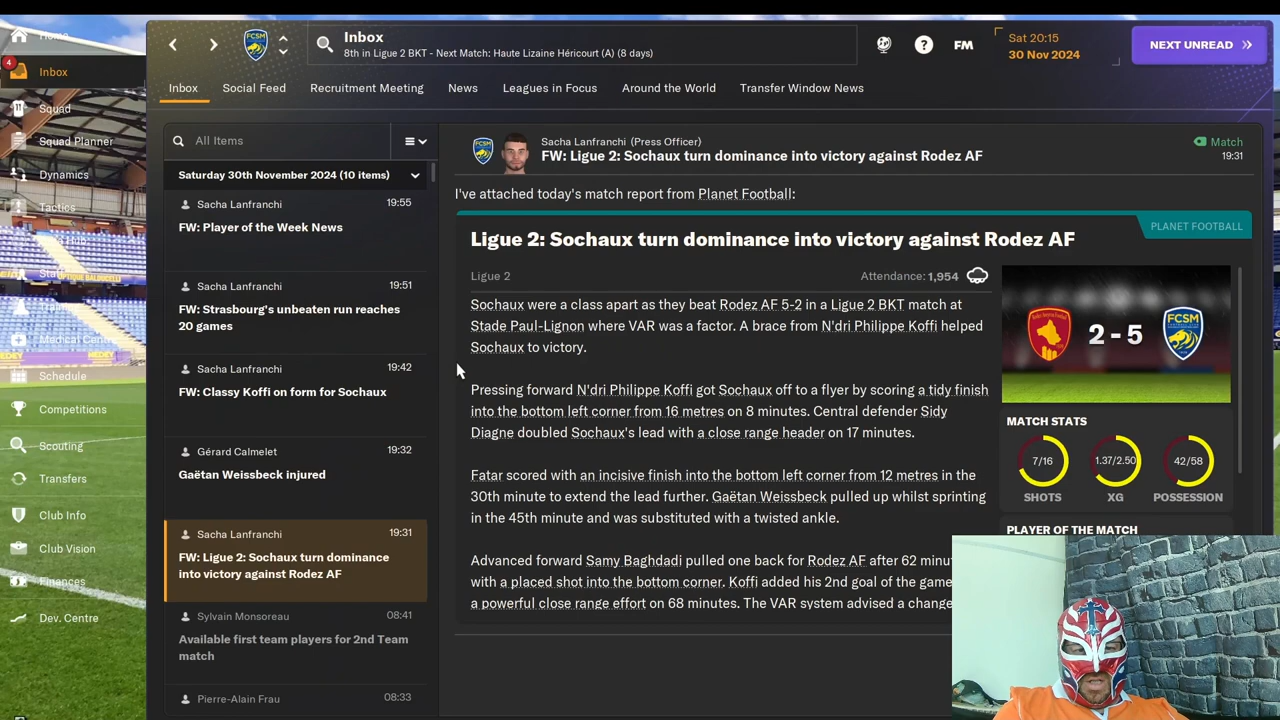 Home
Inbox
8th in Ligue 2 BKT - Next Match: Haute Lizaine Héricourt (A) (8 days)
FM
Sat 20:15
30 Nov 2024
NEXT UNREAD
4
Inbox
Squad
Squad Planner
Dynamics
Tactics
Staff
Medical Centre
Schedule
Competitions
Scouting
Transfers
Club Info
Club Vision
Finances
Dev. Centre
Inbox
Social Feed
Recruitment Meeting
News
Leagues in Focus
Around the World
Transfer Window News
All Items
Saturday 30th November 2024 (10 items)
Sacha Lanfranchi
19:55
FW: Player of the Week News
Sacha Lanfranchi
19:51
FW: Strasbourg's unbeaten run reaches
20 games
Sacha Lanfranchi
19:42
FW: Classy Koffi on form for Sochaux
Gérard Calmelet
19:32
Gaëtan Weissbeck injured
Sacha Lanfranchi
19:31
FW: Ligue 2: Sochaux turn dominance
into victory against Rodez AF
Sylvain Monsoreau
08:41
Available first team players for 2nd Team
match
Pierre-Alain Frau
08:33
Sacha Lanfranchi (Press Officer)
FW: Ligue 2: Sochaux turn dominance into victory against Rodez AF
Match
19:31
I've attached today's match report from Planet Football:
PLANET FOOTBALL
Ligue 2: Sochaux turn dominance into victory against Rodez AF
Ligue 2
Attendance: 1,954
Sochaux were a class apart as they beat Rodez AF 5-2 in a Ligue 2 BKT match at
Stade Paul-Lignon where VAR was a factor. A brace from N'dri Philippe Koffi helped
Sochaux to victory.
Pressing forward N'dri Philippe Koffi got Sochaux off to a flyer by scoring a tidy finish
into the bottom left corner from 16 metres on 8 minutes. Central defender Sidy
Diagne doubled Sochaux's lead with a close range header on 17 minutes.
Fatar scored with an incisive finish into the bottom left corner from 12 metres in the
30th minute to extend the lead further. Gaëtan Weissbeck pulled up whilst sprinting
in the 45th minute and was substituted with a twisted ankle.
Advanced forward Samy Baghdadi pulled one back for Rodez AF after 62 minu
with a placed shot into the bottom corner. Koffi added his 2nd goal of the game
a powerful close range effort on 68 minutes. The VAR system advised a change
FCSM
2 - 5
FCSM
MATCH STATS
7/16
1.37/2.50
42/58
SHOTS
XG
POSSESSION
PLAYER OF THE MATCH